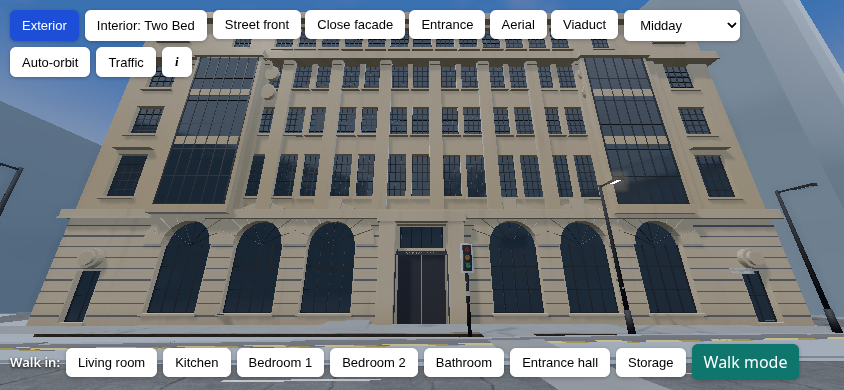 Exterior Interior: Two Bed Street front Close facade Entrance Aerial Viaduct Midday
Auto-orbit Traffic i
Walk in: Living room Kitchen Bedroom 1 Bedroom 2 Bathroom Entrance hall Storage Walk mode